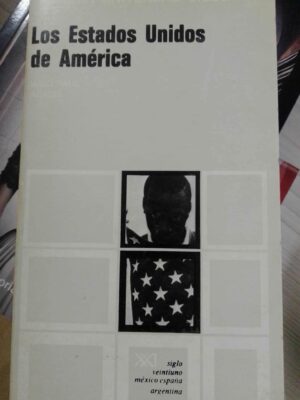 Los Estados Unidos
de América
siglo
veintiuno
méxico españa
argentina